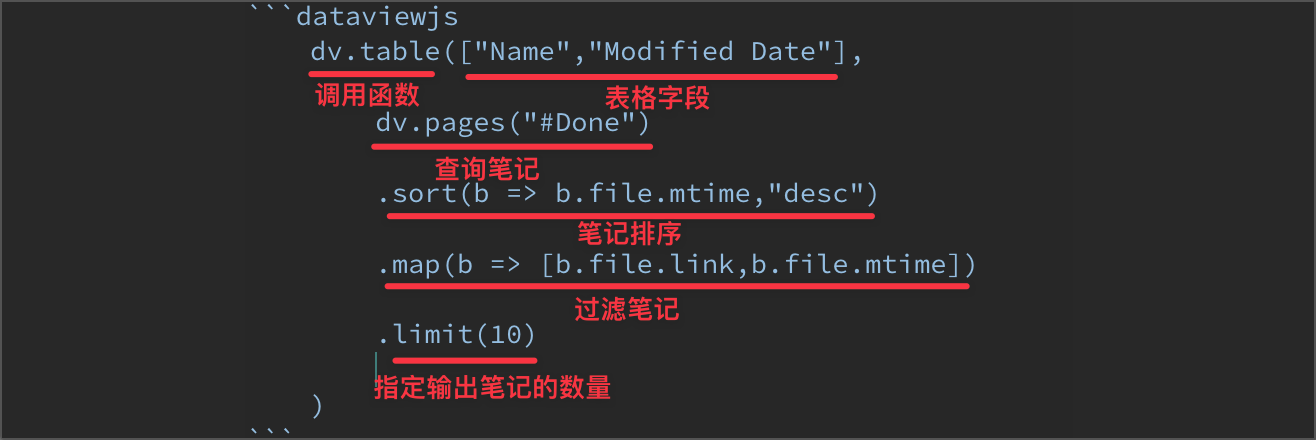 ```dataviewjs
dv.table(["Name","Modified Date"],
调用函数 表格字段
dv.pages("#Done")
查询笔记
.sort(b => b.file.mtime,"desc")
笔记排序
.map(b => [b.file.link,b.file.mtime])
过滤笔记
.limit(10)
指定输出笔记的数量
)
```